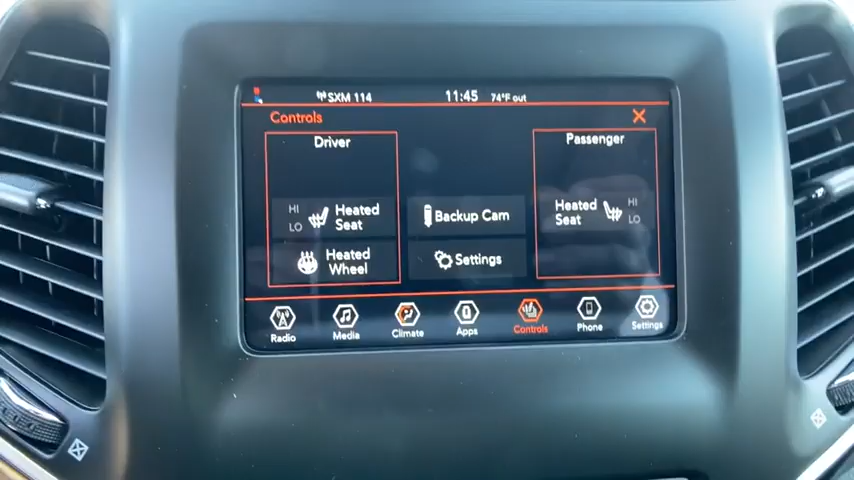 SXM 114
11:45
74°F out
Controls
Driver
Passenger
HI
LO
Heated
Seat
Backup Cam
Heated
Seat
HI
LO
Heated
Wheel
Settings
Radio
Media
Climate
Apps
Controls
Phone
Settings